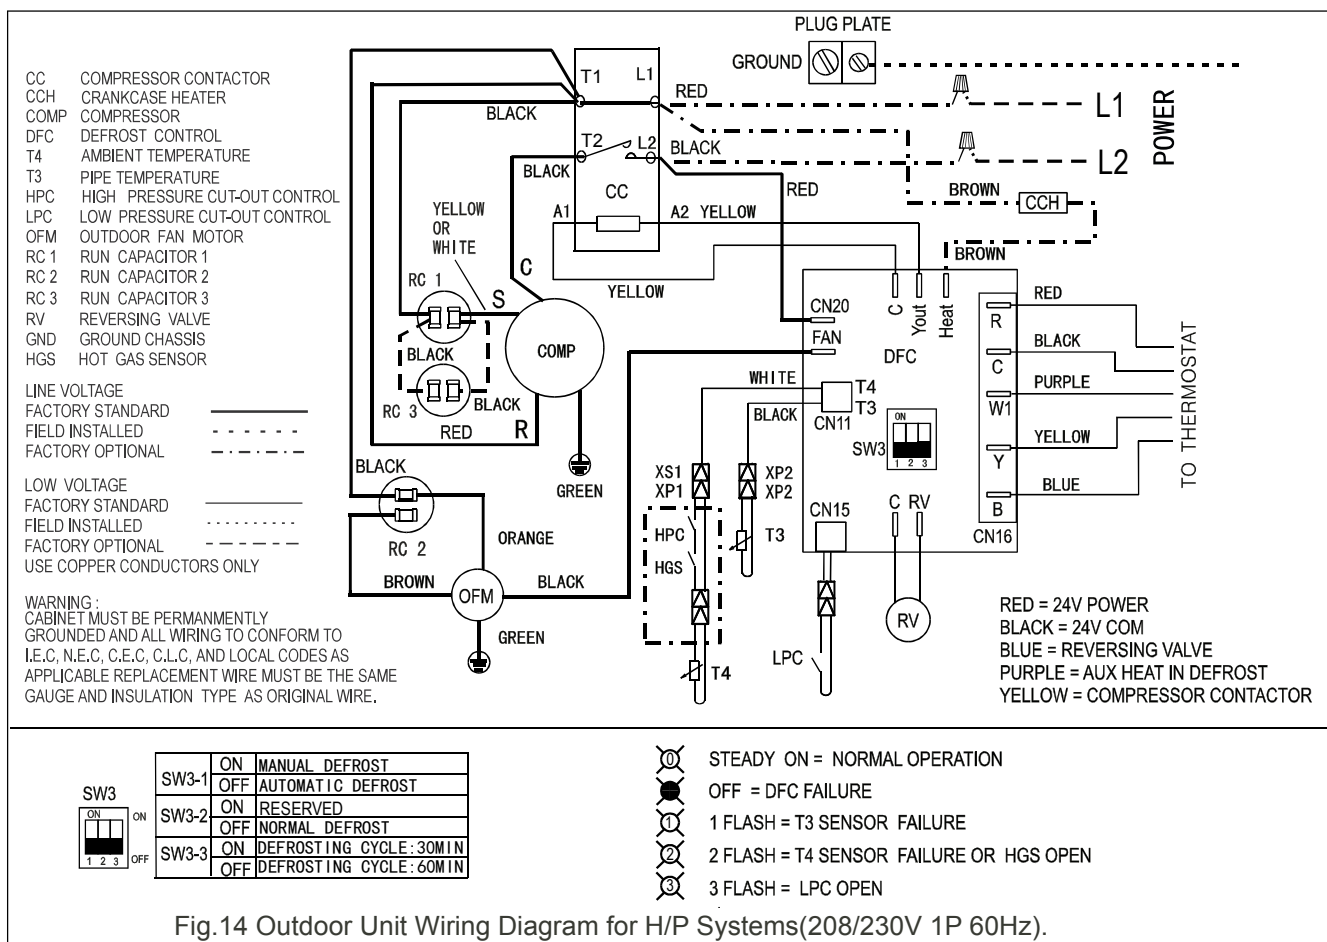 PLUG PLATE
GROUND
CC COMPRESSOR CONTACTOR
CCH CRANKCASE HEATER
COMP COMPRESSOR
DFC DEFROST CONTROL
T4 AMBIENT TEMPERATURE
T3 PIPE TEMPERATURE
HPC HIGH PRESSURE CUT-OUT CONTROL
LPC LOW PRESSURE CUT-OUT CONTROL
OFM OUTDOOR FAN MOTOR
RC 1 RUN CAPACITOR 1
RC 2 RUN CAPACITOR 2
RC 3 RUN CAPACITOR 3
RV REVERSING VALVE
GND GROUND CHASSIS
HGS HOT GAS SENSOR
LINE VOLTAGE
FACTORY STANDARD
FIELD INSTALLED
FACTORY OPTIONAL
LOW VOLTAGE
FACTORY STANDARD
FIELD INSTALLED
FACTORY OPTIONAL
USE COPPER CONDUCTORS ONLY
WARNING :
CABINET MUST BE PERMANMENTLY
GROUNDED AND ALL WIRING TO CONFORM TO
I.E.C, N.E.C, C.E.C, C.L.C, AND LOCAL CODES AS
APPLICABLE REPLACEMENT WIRE MUST BE THE SAME
GAUGE AND INSULATION TYPE AS ORIGINAL WIRE.
T1 L1
RED
BLACK
L1
T2 L2
BLACK
BLACK
L2
POWER
CC
RED
BROWN
CCH
A1
A2 YELLOW
BROWN
YELLOW
YELLOW
OR
WHITE
C
RC 1
S
BLACK
COMP
RC 3
BLACK
RED
R
GREEN
BLACK
RC 2
ORANGE
BROWN
OFM
BLACK
GREEN
CN20
FAN
C
Yout
Heat
DFC
WHITE
BLACK
T4
T3
CN11
SW3
ON
1 2 3
R
C
W1
Y
B
CN16
RED
BLACK
PURPLE
YELLOW
BLUE
TO THERMOSTAT
XS1
XP1
XP2
XP2
HPC
HGS
T3
T4
CN15
LPC
C RV
RV
RED = 24V POWER
BLACK = 24V COM
BLUE = REVERSING VALVE
PURPLE = AUX HEAT IN DEFROST
YELLOW = COMPRESSOR CONTACTOR
SW3
ON
1 2 3
ON
OFF
SW3-1 ON MANUAL DEFROST
OFF AUTOMATIC DEFROST
SW3-2 ON RESERVED
OFF NORMAL DEFROST
SW3-3 ON DEFROSTING CYCLE:30MIN
OFF DEFROSTING CYCLE:60MIN
0 STEADY ON = NORMAL OPERATION
OFF = DFC FAILURE
1 1 FLASH = T3 SENSOR FAILURE
2 2 FLASH = T4 SENSOR FAILURE OR HGS OPEN
3 3 FLASH = LPC OPEN
Fig.14 Outdoor Unit Wiring Diagram for H/P Systems(208/230V 1P 60Hz).